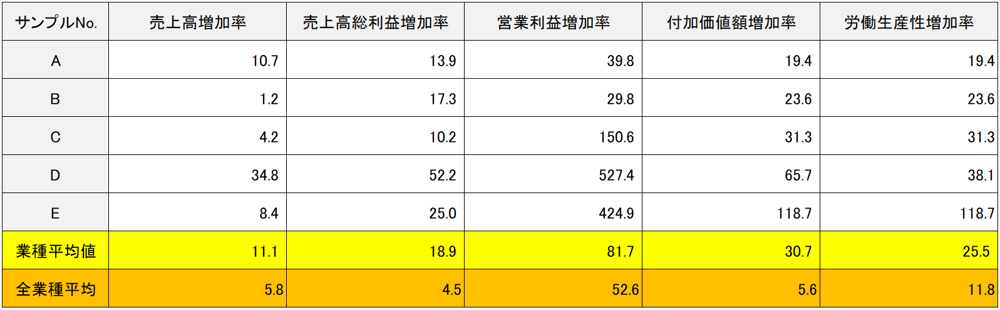 サンプルNo. 売上高増加率 売上高総利益増加率 営業利益増加率 付加価値額増加率 労働生産性増加率
A 10.7 13.9 39.8 19.4 19.4
B 1.2 17.3 29.8 23.6 23.6
C 4.2 10.2 150.6 31.3 31.3
D 34.8 52.2 527.4 65.7 38.1
E 8.4 25.0 424.9 118.7 118.7
業種平均値 11.1 18.9 81.7 30.7 25.5
全業種平均 5.8 4.5 52.6 5.6 11.8